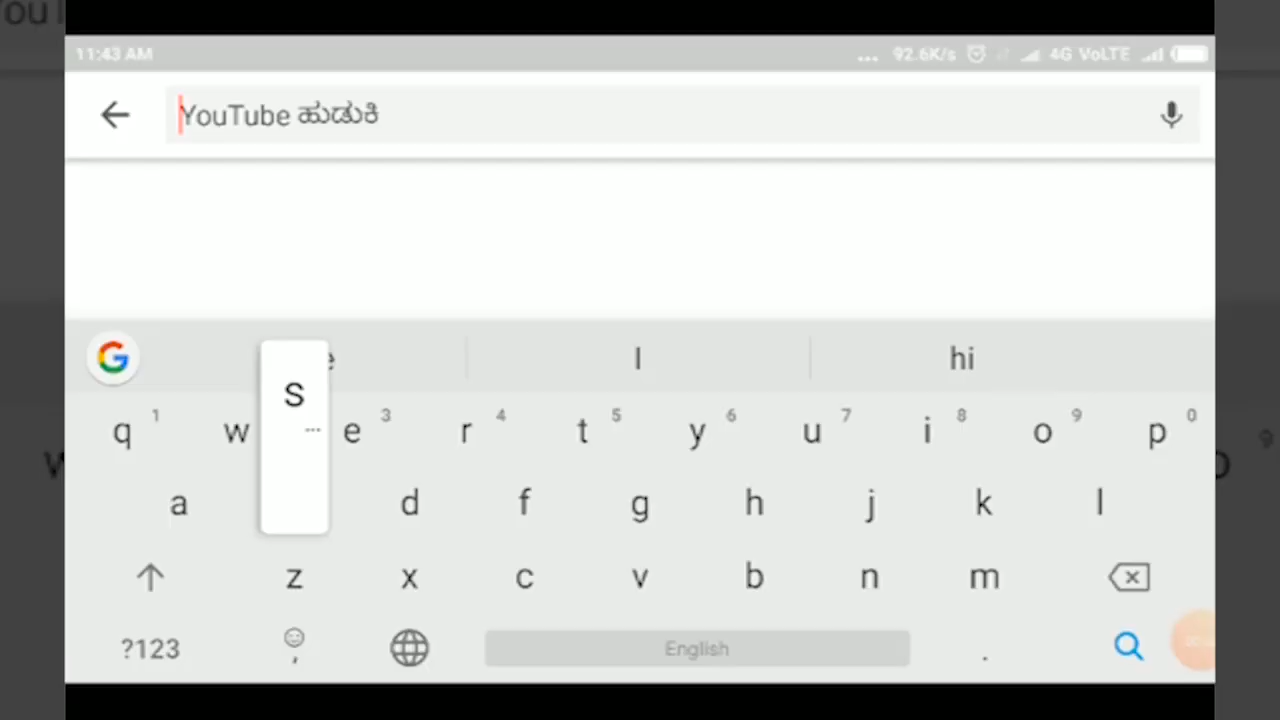 11:43 AM ... 92.6K/s 4G VoLTE
YouTube ಹುಡುಕಿ
I hi
q 1 w e 3 r 4 t 5 y 6 u 7 i 8 o 9 p 0
a S d f g h j k l
z x c v b n m
?123 , English .